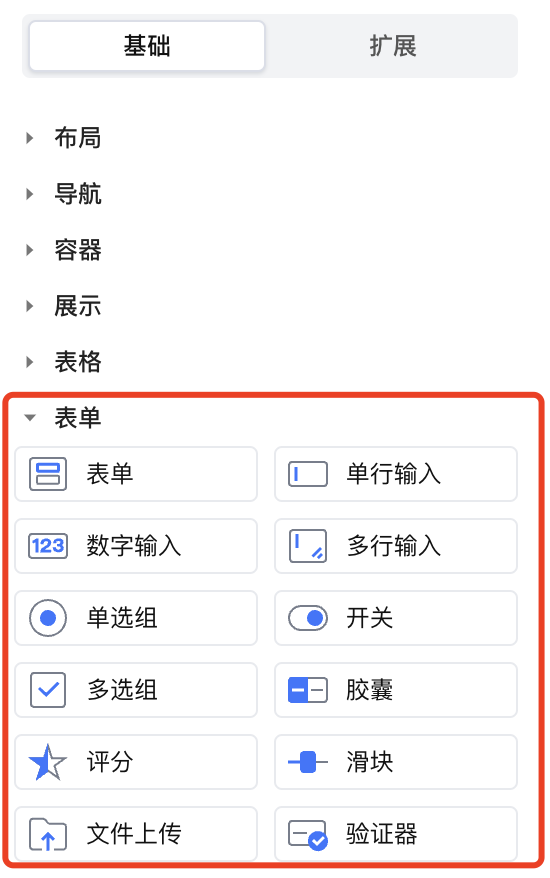 基础 扩展
布局
导航
容器
展示
表格
表单
表单 单行输入
123 数字输入 多行输入
单选组 开关
多选组 胶囊
评分 滑块
文件上传 验证器